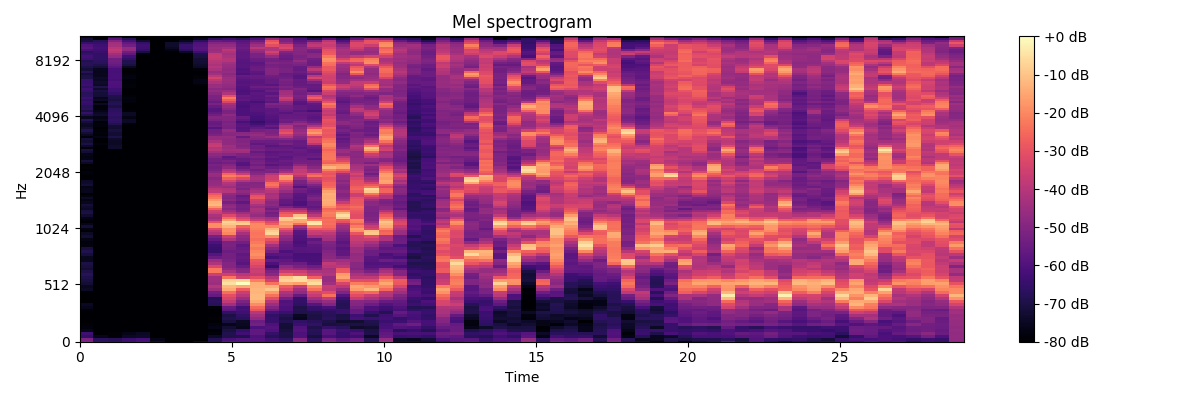 Mel spectrogram
+0 dB
8192
-10 dB
4096
-20 dB
-30 dB
2048
-40 dB
Hz
1024
-50 dB
-60 dB
512
-70 dB
0
-80 dB
0 5 10 15 20 25
Time